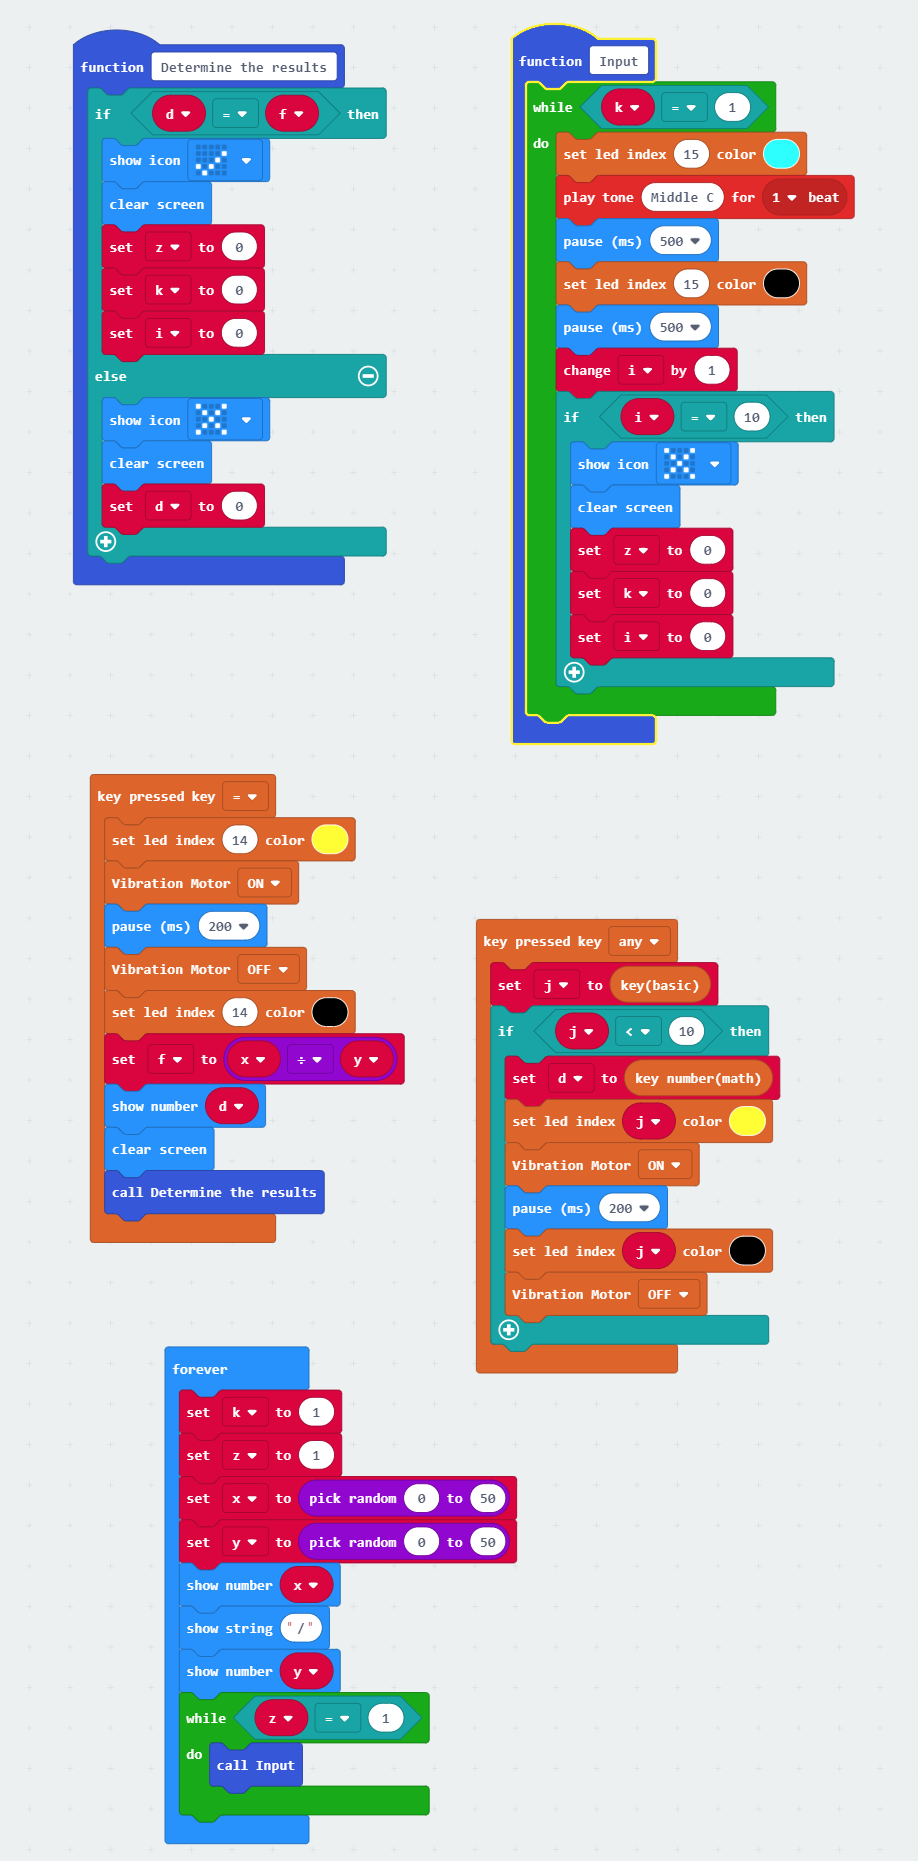 function Determine the results
if d = f then
show icon
clear screen
set z to 0
set k to 0
set i to 0
else
show icon
clear screen
set d to 0
function Input
while k = 1
do
set led index 15 color
play tone Middle C for 1 beat
pause (ms) 500
set led index 15 color
pause (ms) 500
change i by 1
if i = 10 then
show icon
clear screen
set z to 0
set k to 0
set i to 0
key pressed key =
set led index 14 color
Vibration Motor ON
pause (ms) 200
Vibration Motor OFF
set led index 14 color
set f to x ÷ y
show number d
clear screen
call Determine the results
key pressed key any
set j to key(basic)
if j < 10 then
set d to key number(math)
set led index j color
Vibration Motor ON
pause (ms) 200
set led index j color
Vibration Motor OFF
forever
set k to 1
set z to 1
set x to pick random 0 to 50
set y to pick random 0 to 50
show number x
show string "/"
show number y
while z = 1
do call Input